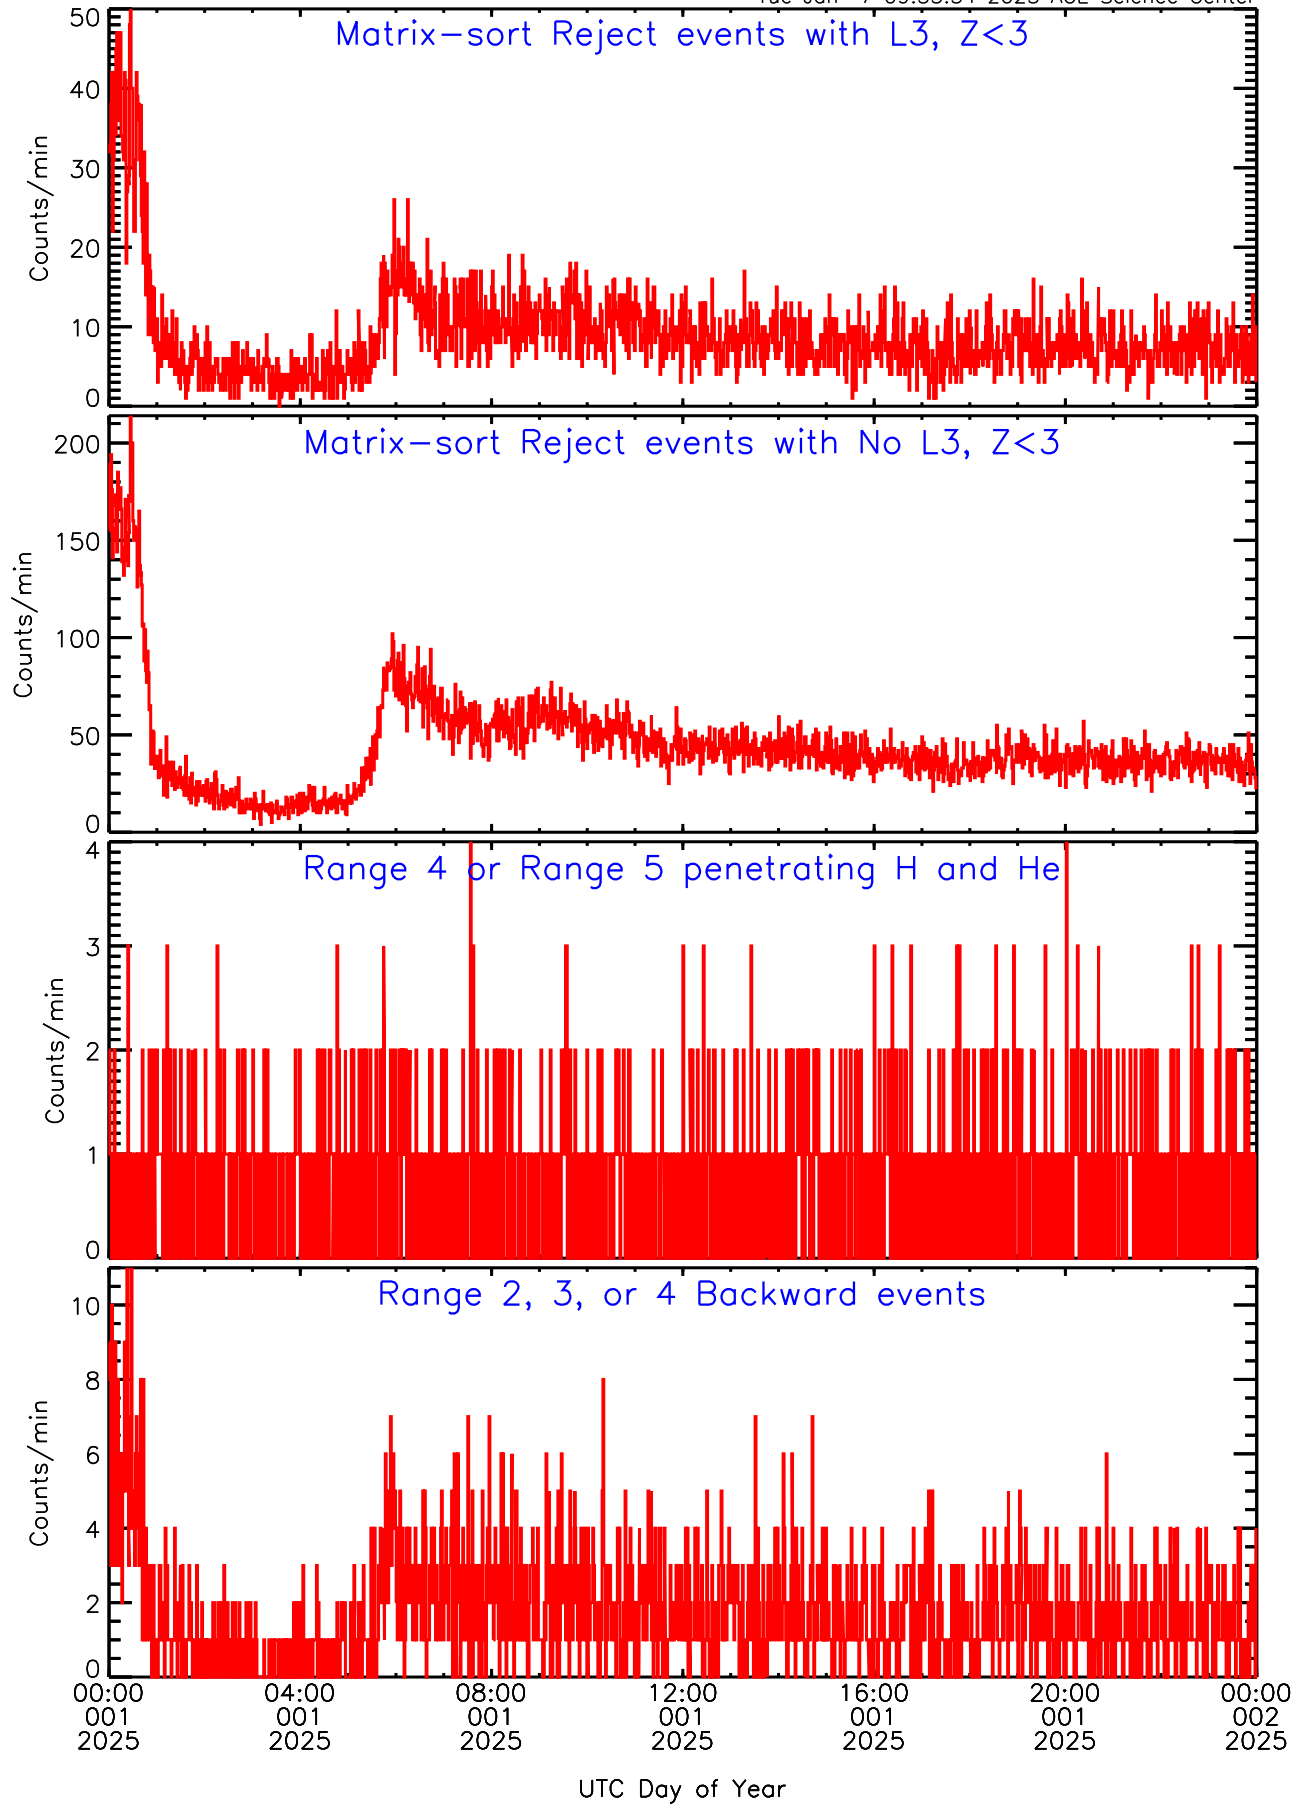 Matrix-sort Reject events with L3, Z<3
50
40
30
20
10
0
Counts/min
Matrix-sort Reject events with No L3, Z<3
200
150
100
50
0
Counts/min
Range 4 or Range 5 penetrating H and He
4
3
2
1
0
Counts/min
Range 2, 3, or 4 Backward events
10
8
6
4
2
0
Counts/min
00:00 04:00 08:00 12:00 16:00 20:00 00:00
001 001 001 001 001 001 002
2025 2025 2025 2025 2025 2025 2025
UTC Day of Year